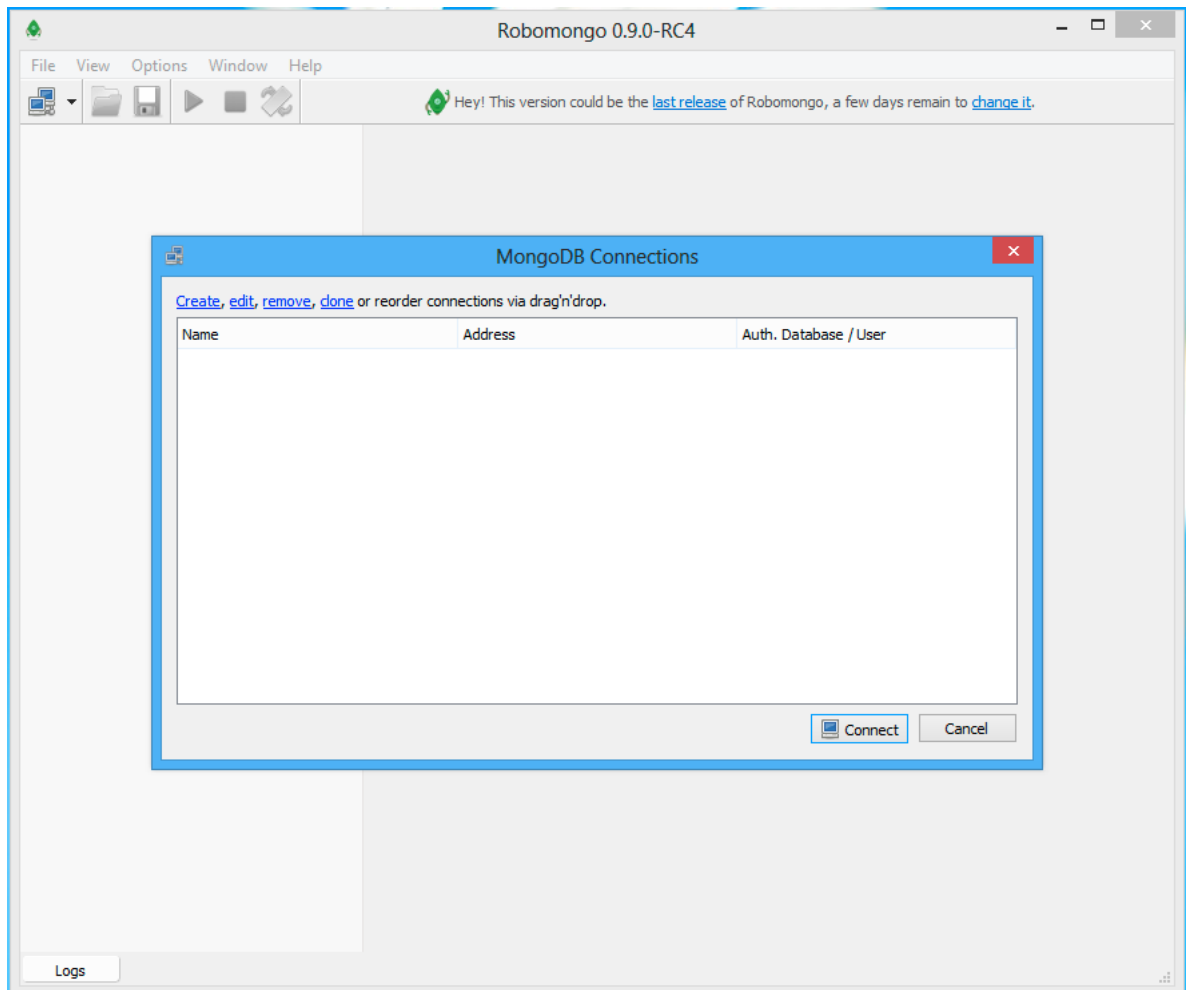 Robomongo 0.9.0-RC4
File View Options Window Help
Hey! This version could be the last release of Robomongo, a few days remain to change it.
MongoDB Connections
Create, edit, remove, clone or reorder connections via drag'n'drop.
Name Address Auth. Database / User
Connect Cancel
Logs